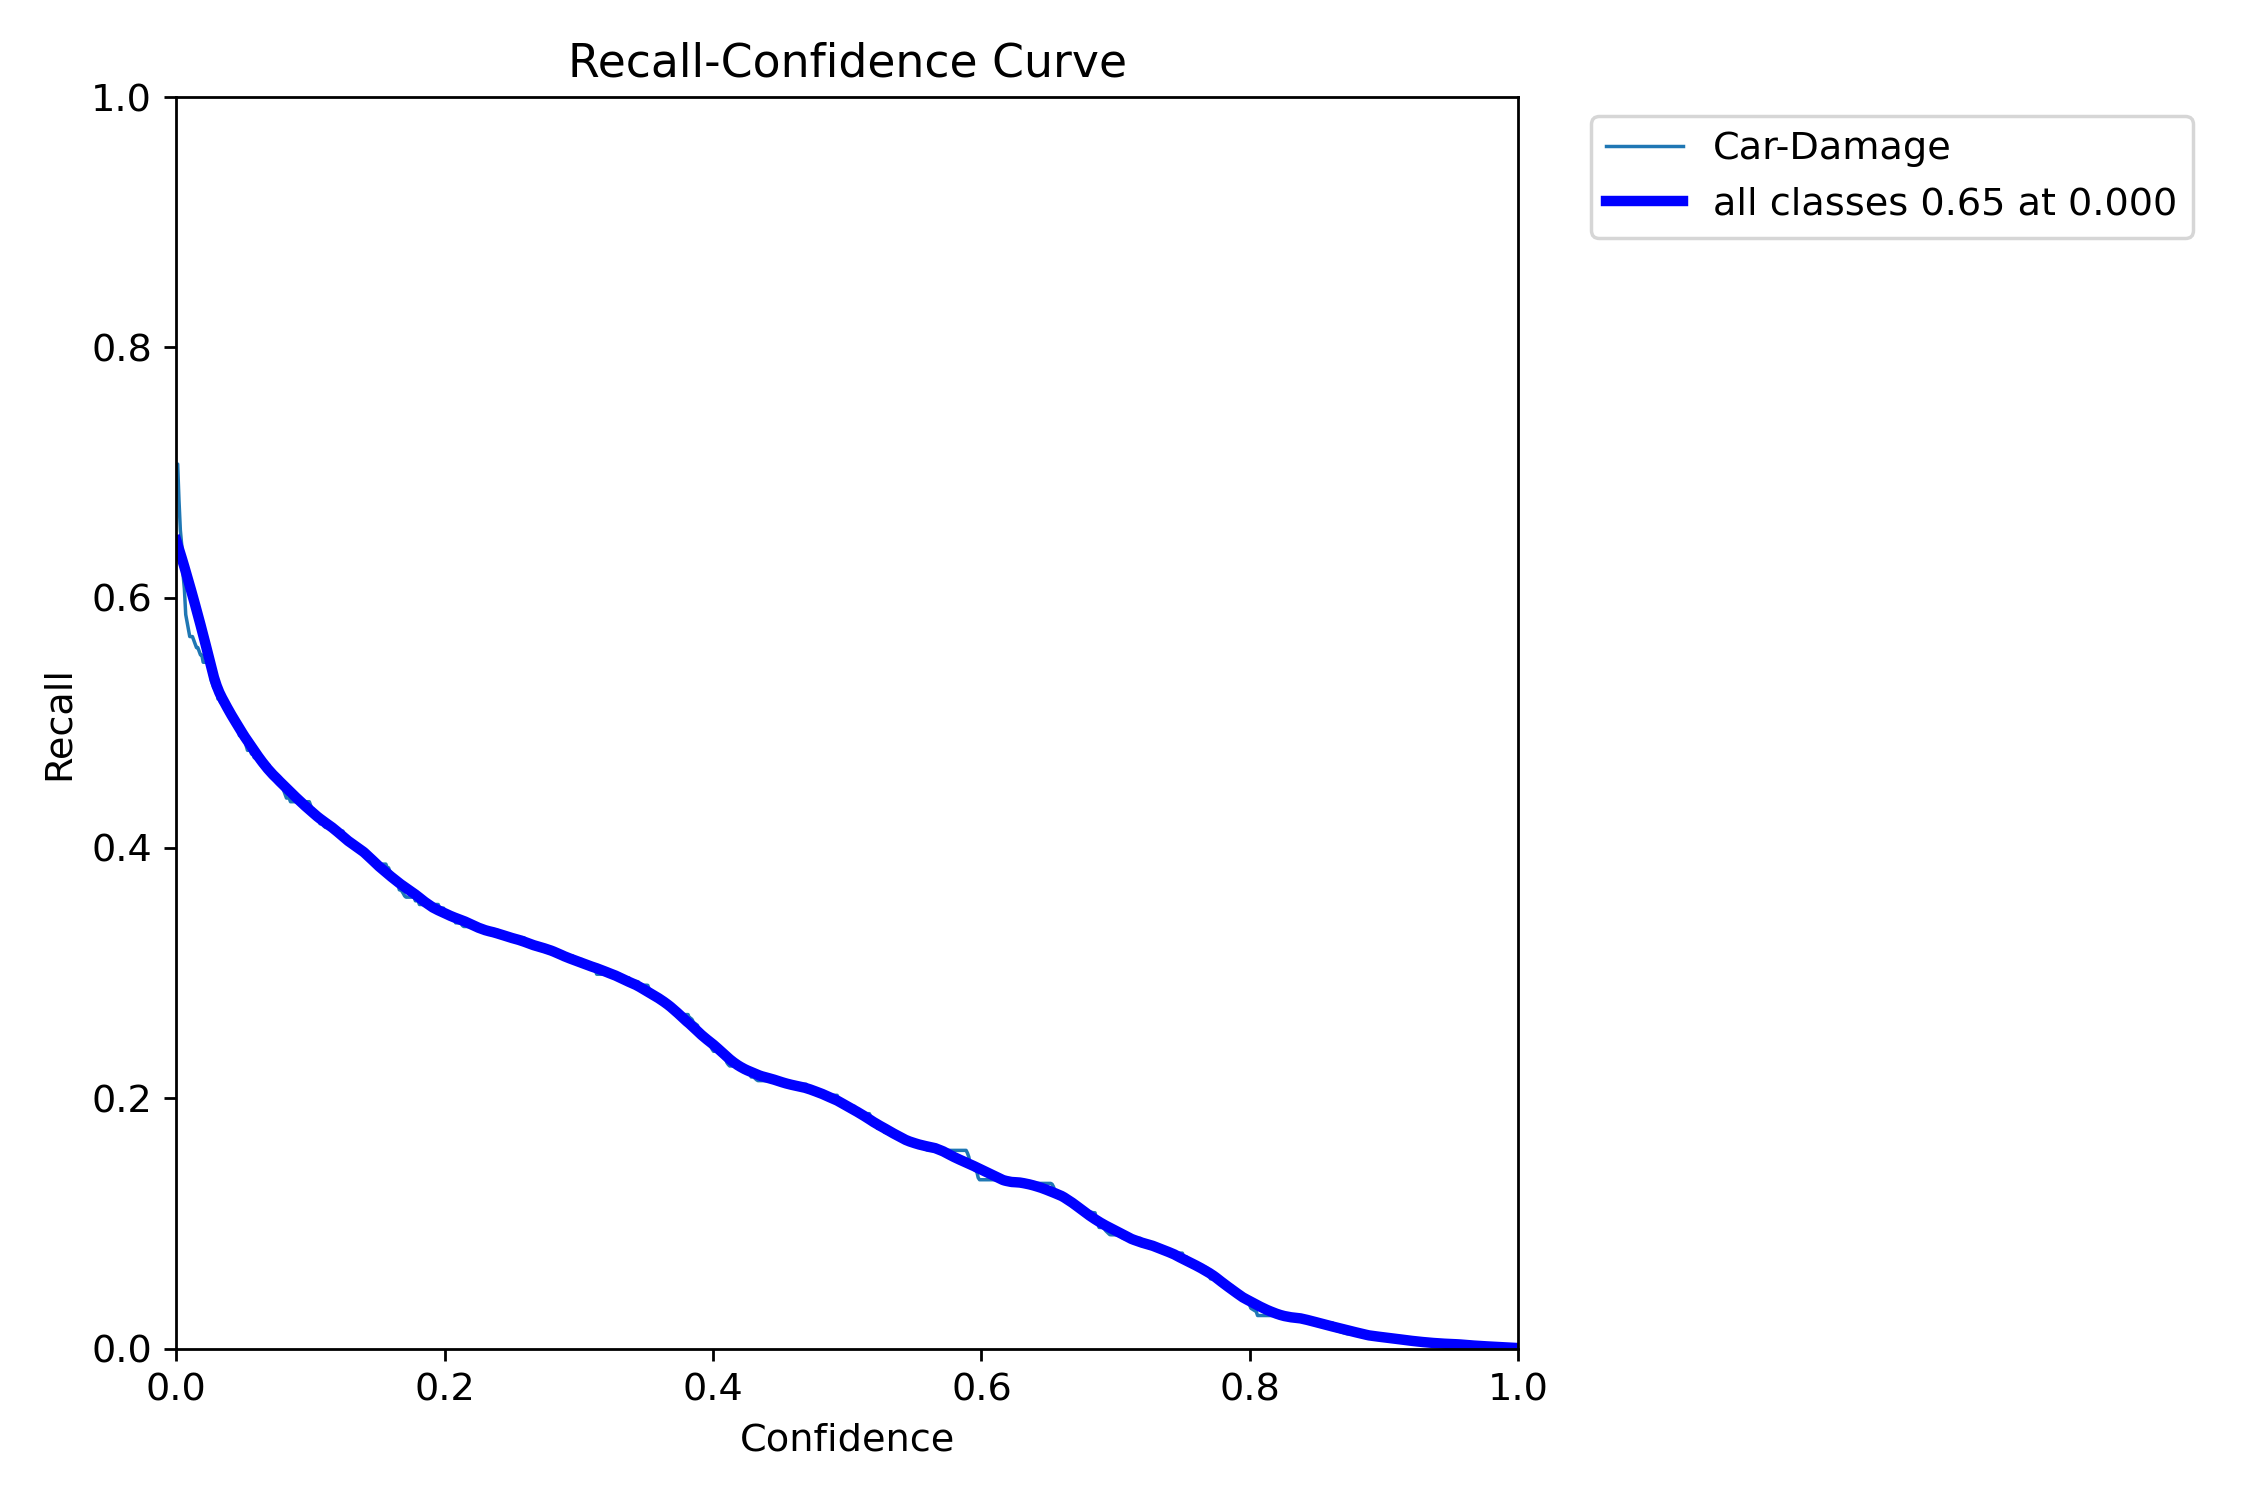 Recall-Confidence Curve
1.0
0.8
0.6
0.4
0.2
0.0
Recall
0.0 0.2 0.4 0.6 0.8 1.0
Confidence
Car-Damage
all classes 0.65 at 0.000